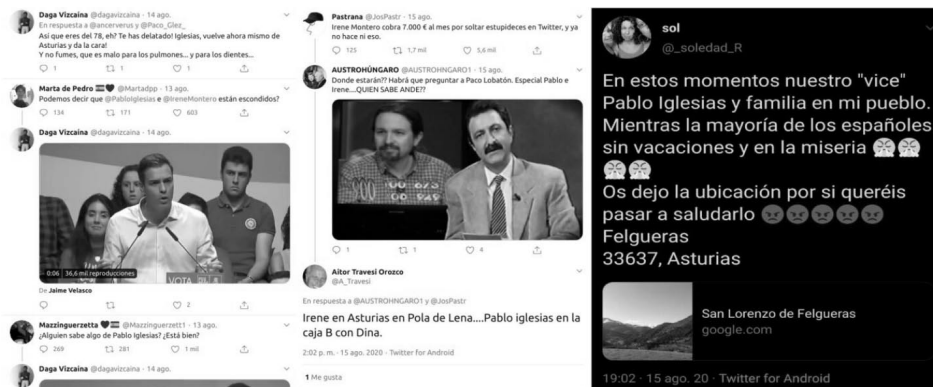 Daga Vizcaina @dagavizcaina · 14 ago.
En respuesta a @ancerverus y @Paco_Glez_
Así que eres del 78, eh? Te has delatado! Iglesias, vuelve ahora mismo de
Asturias y da la cara!
Y no fumes, que es malo para los pulmones... y para los dientes...
1 1 1
Marta de Pedro @Martadpp · 13 ago.
Podemos decir que @PabloIglesias e @IreneMontero están escondidos?
134 171 603
Daga Vizcaina @dagavizcaina · 14 ago.
0:06 36,6 mil reproducciones
VOTA
De Jaime Velasco
2
Mazzinguerzetta @Mazzinguerzett1 · 13 ago.
¿Alguien sabe algo de Pablo Iglesias? ¿Está bien?
269 281 1 mil
Daga Vizcaina @dagavizcaina · 14 ago.
Pastrana @JosPastr · 15 ago.
Irene Montero cobra 7.000 € al mes por soltar estupideces en Twitter, y ya
no hace ni eso.
125 1,7 mil 5,6 mil
AUSTROHÚNGARO @AUSTROHNGARO1 · 15 ago.
Donde estarán?? Habrá que preguntar a Paco Lobatón. Especial Pablo e
Irene....QUIEN SABE ANDE??
1 1 4
Aitor Travesi Orozco
@A_Travesi
En respuesta a @AUSTROHNGARO1 y @JosPastr
Irene en Asturias en Pola de Lena....Pablo iglesias en la
caja B con Dina.
2:02 p. m. · 15 ago. 2020 · Twitter for Android
1 Me gusta
sol
@_soledad_R
En estos momentos nuestro "vice"
Pablo Iglesias y familia en mi pueblo.
Mientras la mayoría de los españoles
sin vacaciones y en la miseria 😤😤
😤😤
Os dejo la ubicación por si queréis
pasar a saludarlo 😡😡😡😡😡
Felgueras
33637, Asturias
San Lorenzo de Felgueras
google.com
19:02 · 15 ago. 20 · Twitter for Android